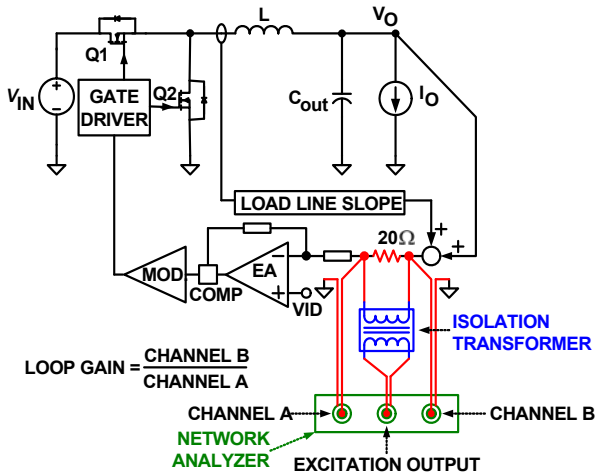 L
V_O
Q1
V_IN
GATE
DRIVER
Q2
C_out
I_O
LOAD LINE SLOPE
+
+
20Ω
MOD
COMP
EA
−
+
VID
ISOLATION
TRANSFORMER
LOOP GAIN = CHANNEL B
CHANNEL A
CHANNEL A
CHANNEL B
NETWORK
ANALYZER
EXCITATION OUTPUT